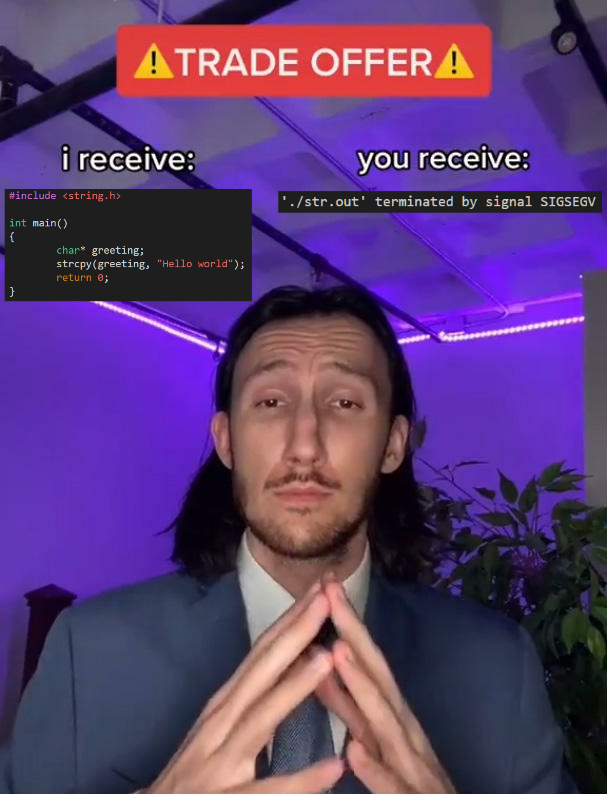 ⚠️TRADE OFFER⚠️
i receive:
you receive:
#include <string.h>
int main()
{
char* greeting;
strcpy(greeting, "Hello world");
return 0;
}
'./str.out' terminated by signal SIGSEGV